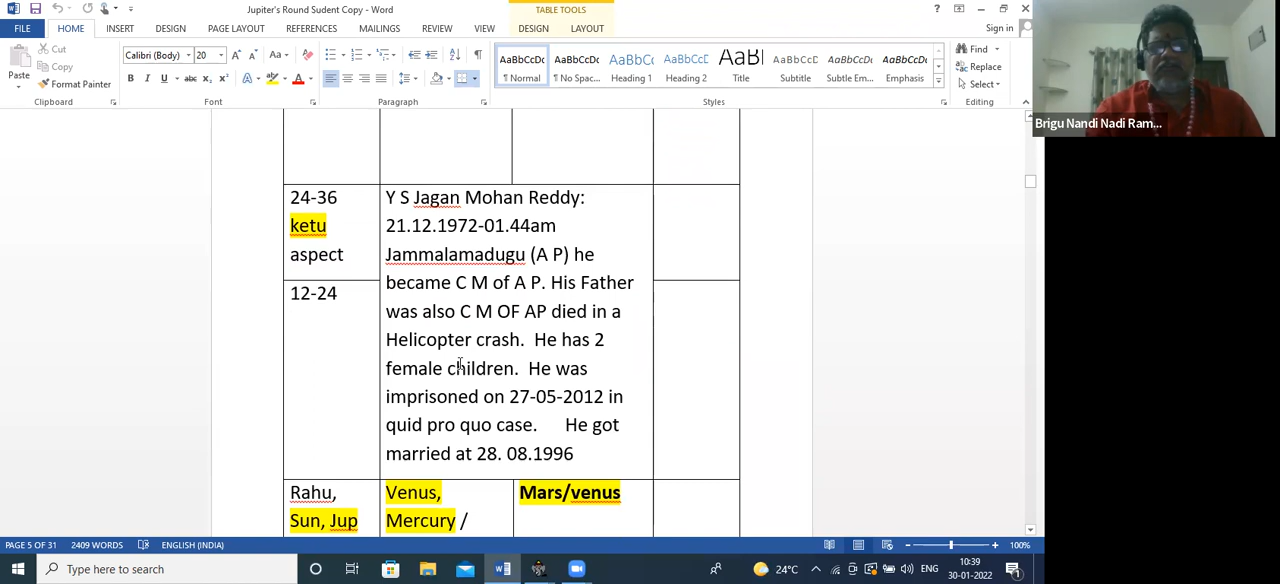 Jupiter's Round Sudent Copy - Word
TABLE TOOLS
FILE HOME INSERT DESIGN PAGE LAYOUT REFERENCES MAILINGS REVIEW VIEW DESIGN LAYOUT
Sign in
Paste
Cut
Copy
Format Painter
Calibri (Body) 20
AaBbCcDc AaBbCcDc AaBbCc AaBbCcC AaBl AaBbCcD AaBbCcDc AaBbCcDc
¶ Normal ¶ No Spac... Heading 1 Heading 2 Title Subtitle Subtle Em... Emphasis
Find
Replace
Select
Clipboard Font Paragraph Styles Editing
Brigu Nandi Nadi Ram...
24-36
ketu
aspect
12-24
Y S Jagan Mohan Reddy:
21.12.1972-01.44am
Jammalamadugu (A P) he
became C M of A P. His Father
was also C M OF AP died in a
Helicopter crash. He has 2
female children. He was
imprisoned on 27-05-2012 in
quid pro quo case. He got
married at 28. 08.1996
Rahu,
Sun, Jup
Venus,
Mercury /
Mars/venus
PAGE 5 OF 31 2409 WORDS ENGLISH (INDIA) 100%
Type here to search
24°C
ENG
10:39
30-01-2022